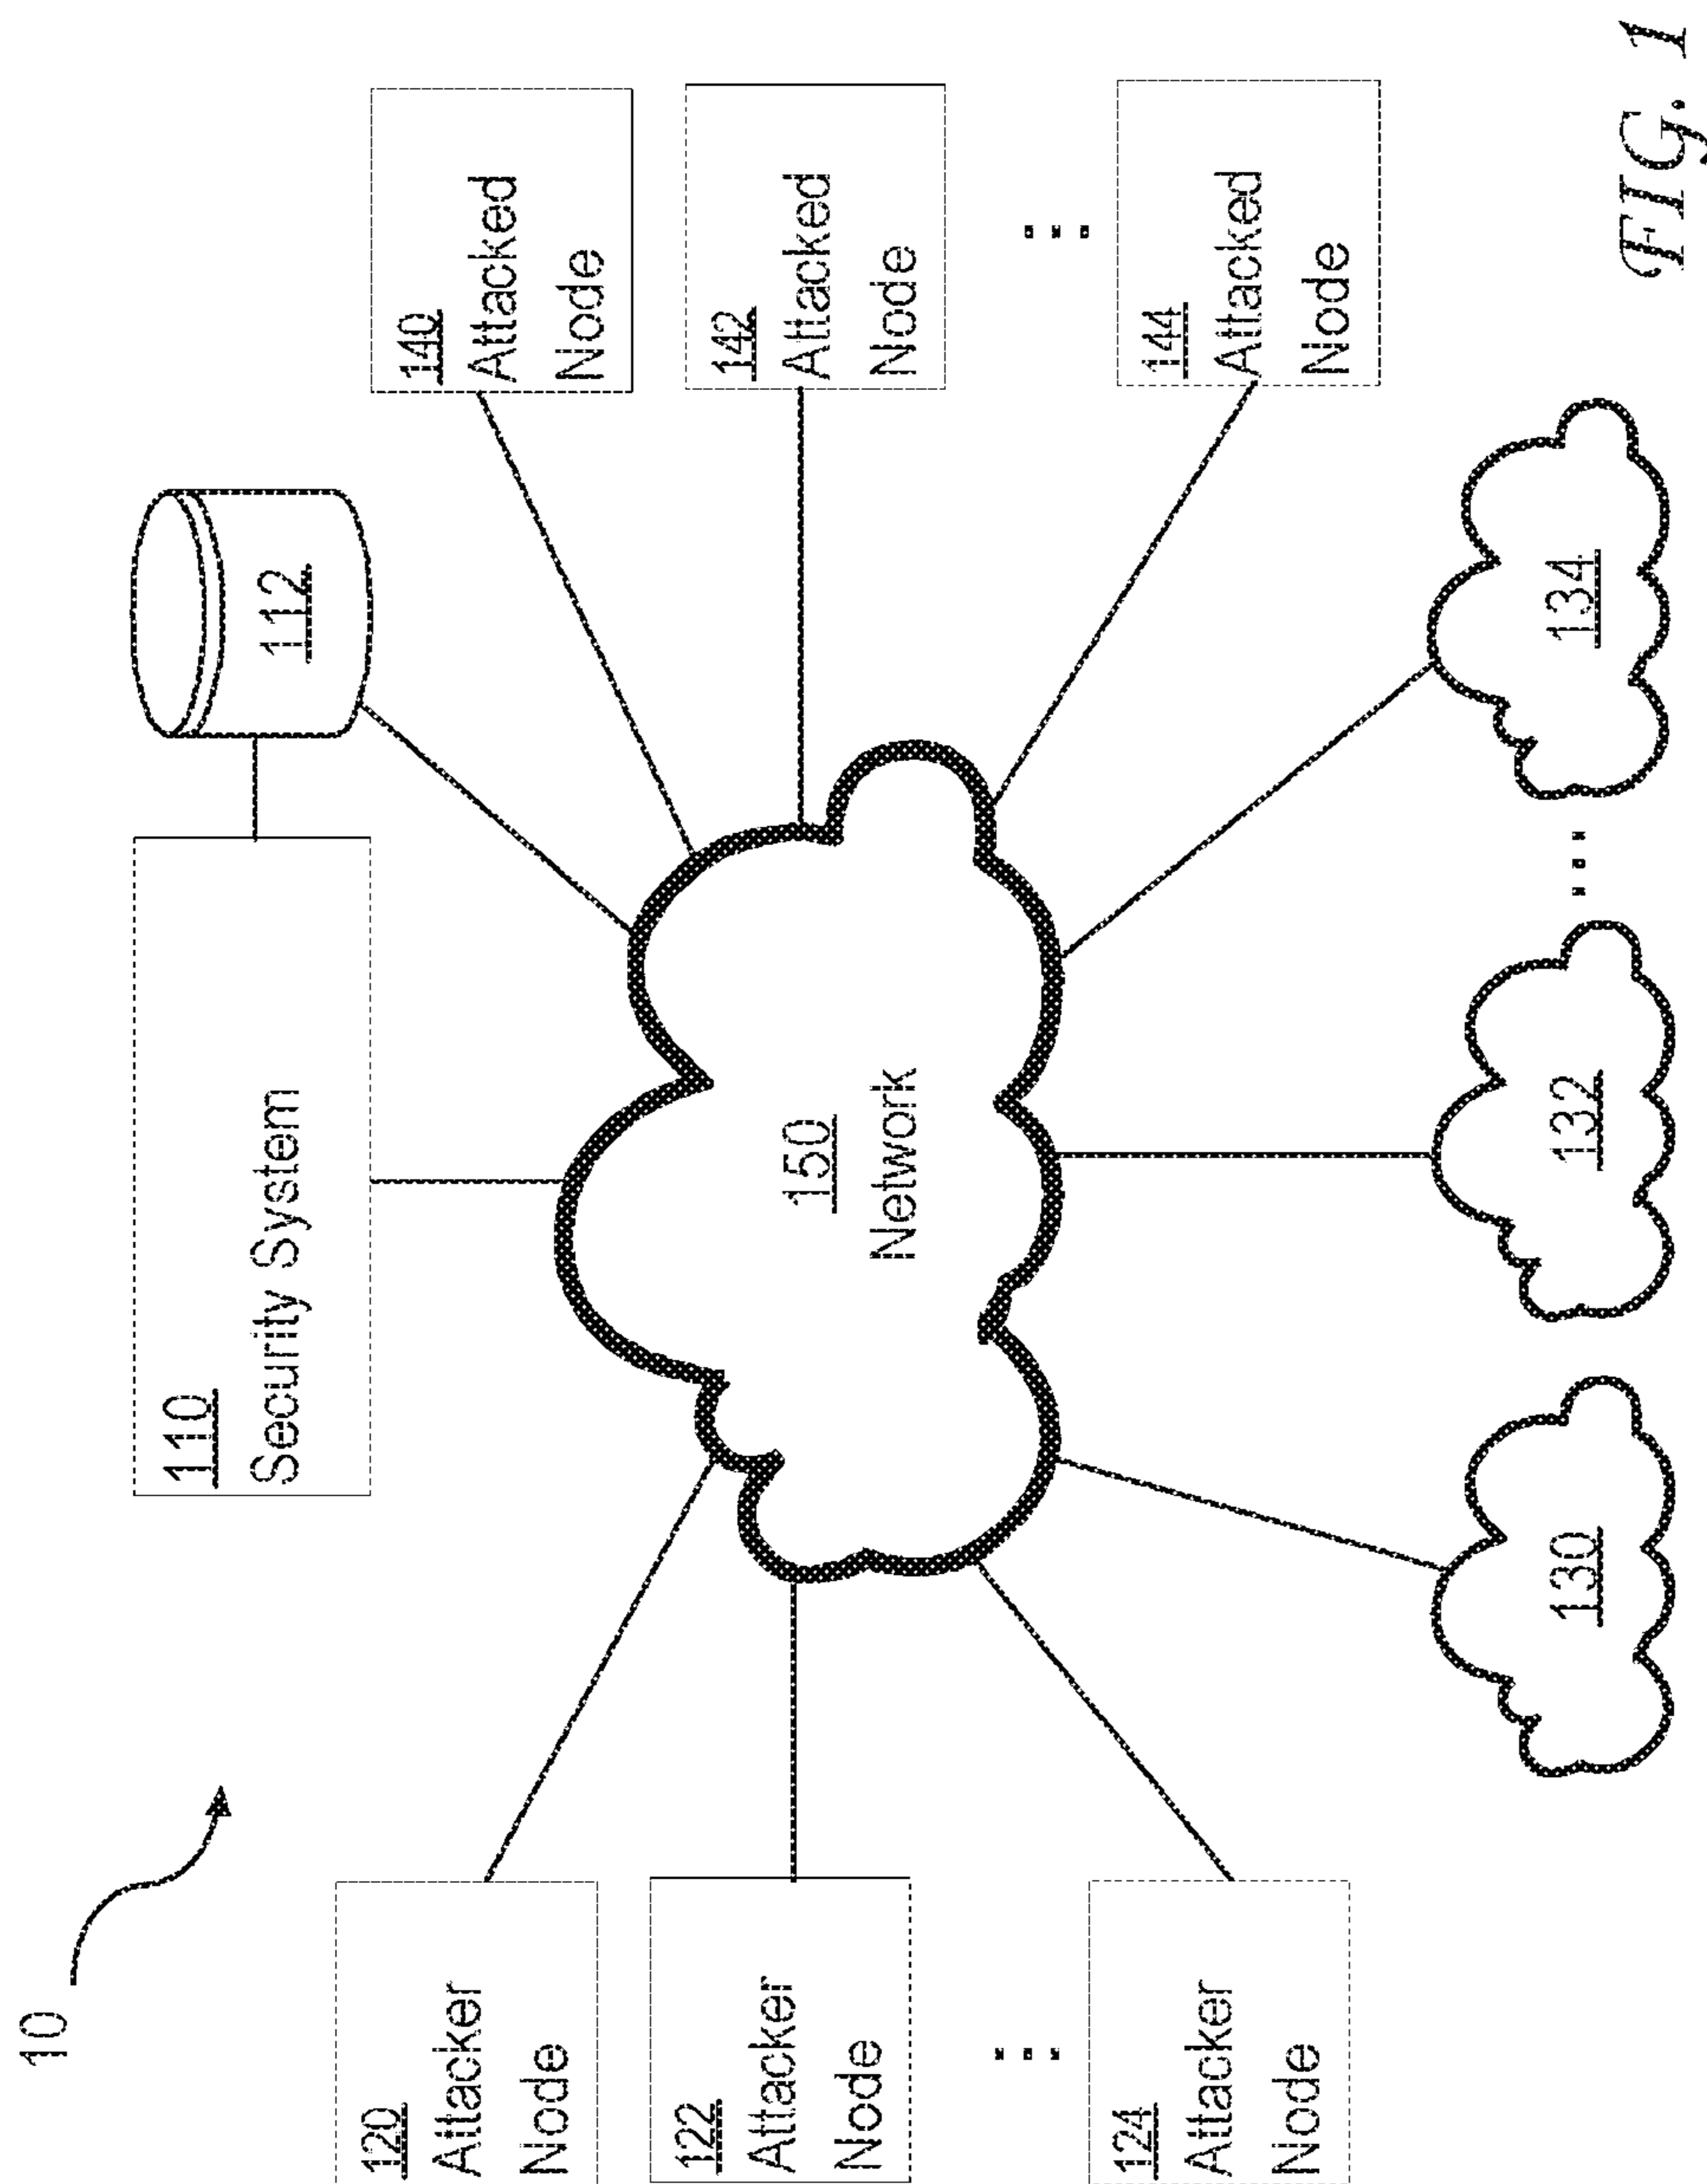 10
110
Security System
112
120
Attacker
Node
122
Attacker
Node
124
Attacker
Node
150
Network
140
Attacked
Node
142
Attacked
Node
144
Attacked
Node
130
132
134
FIG. 1